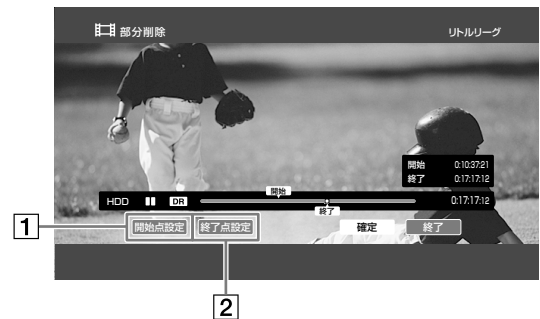 部分削除 リトルリーグ
開始 0:10:37:21
終了 0:17:17:12
開始
HDD DR 0:17:17:12
終了
1 開始点設定 終了点設定 確定 終了
2